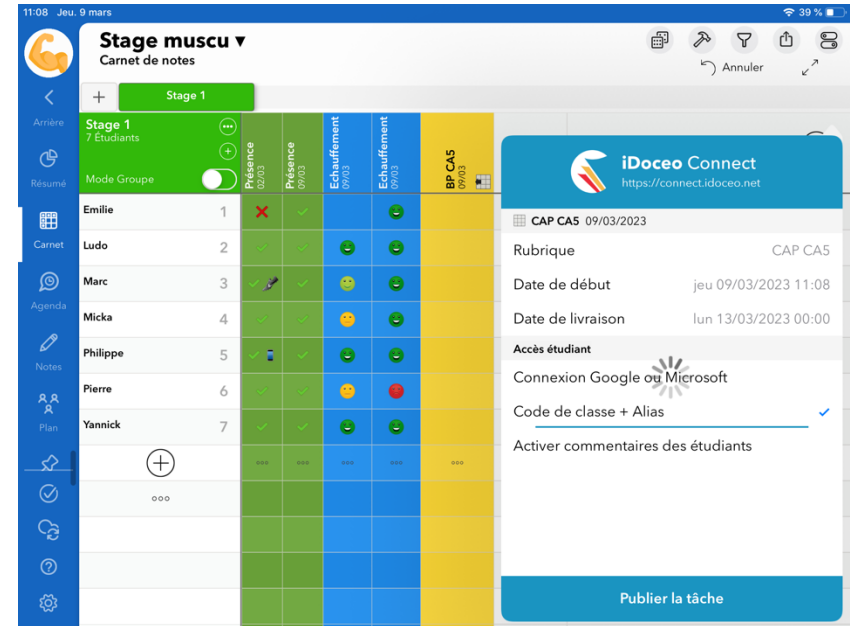 11:08 Jeu. 9 mars
39 %
Stage muscu ▼
Carnet de notes
Annuler
Arrière
Résumé
Carnet
Agenda
Notes
Plan
+ Stage 1
Stage 1
7 Étudiants
Mode Groupe
Présence
02/03
Présence
09/03
Echauffement
09/03
Echauffement
09/03
BP CA5
09/03
Emilie 1
Ludo 2
Marc 3
Micka 4
Philippe 5
Pierre 6
Yannick 7
iDoceo Connect
https://connect.idoceo.net
CAP CA5 09/03/2023
Rubrique CAP CA5
Date de début jeu 09/03/2023 11:08
Date de livraison lun 13/03/2023 00:00
Accès étudiant
Connexion Google ou Microsoft
Code de classe + Alias
Activer commentaires des étudiants
Publier la tâche